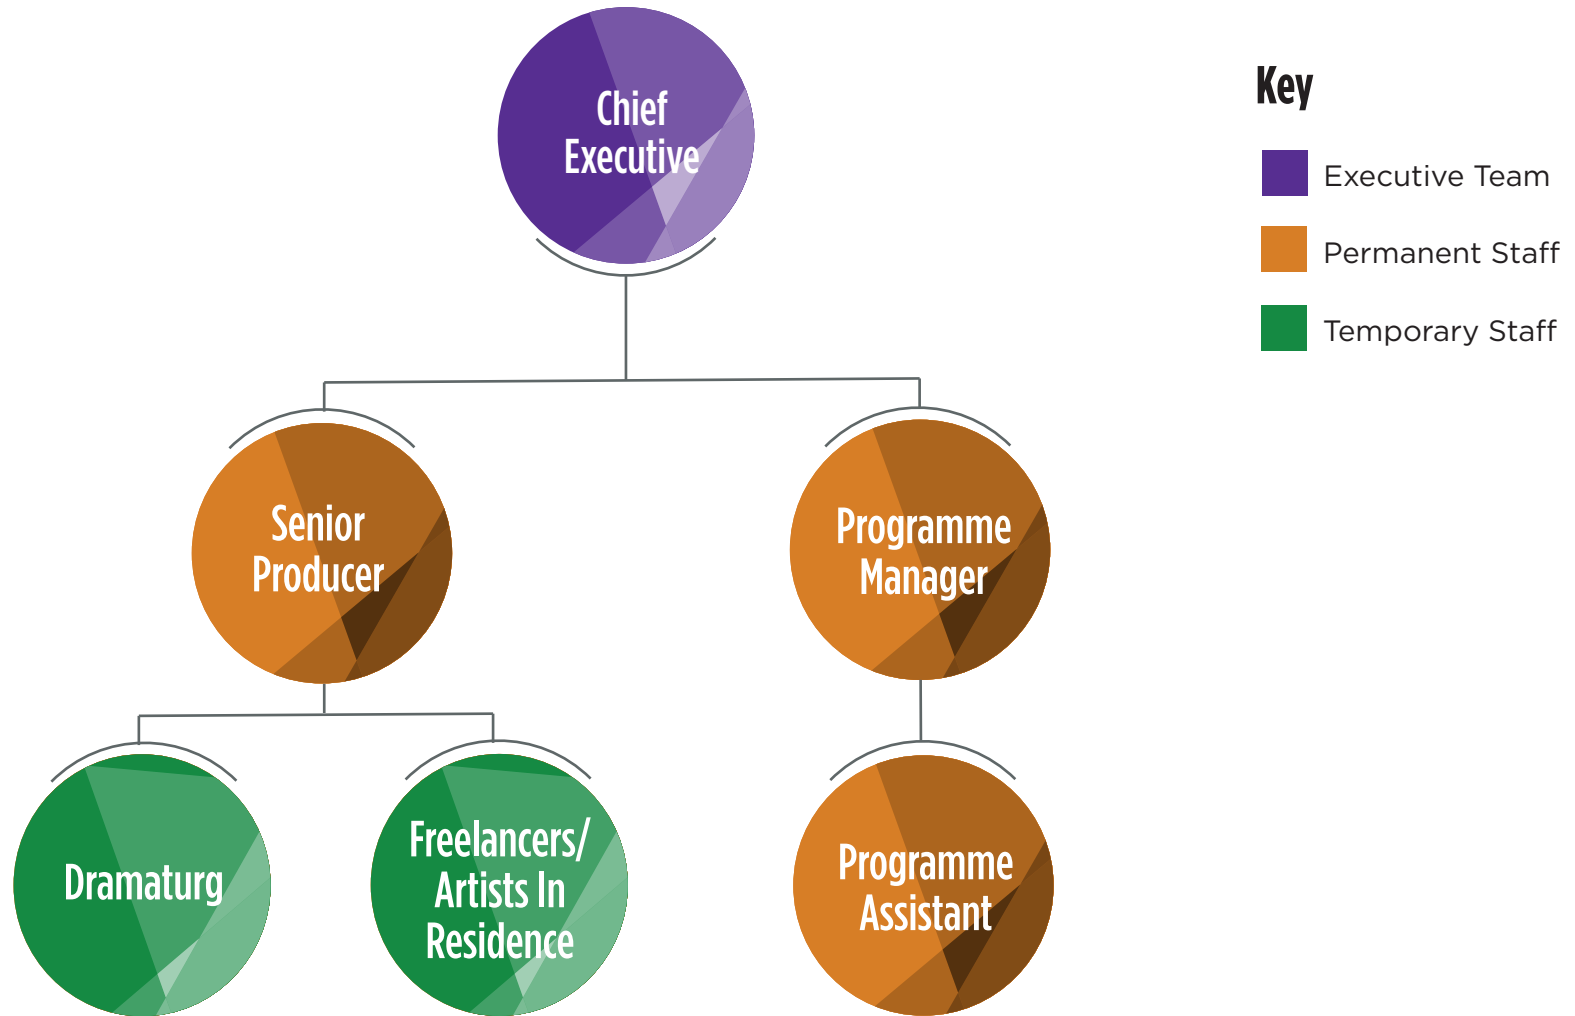 Chief
Executive
Key
Executive Team
Permanent Staff
Temporary Staff
Senior
Producer
Programme
Manager
Dramaturg
Freelancers/
Artists In
Residence
Programme
Assistant